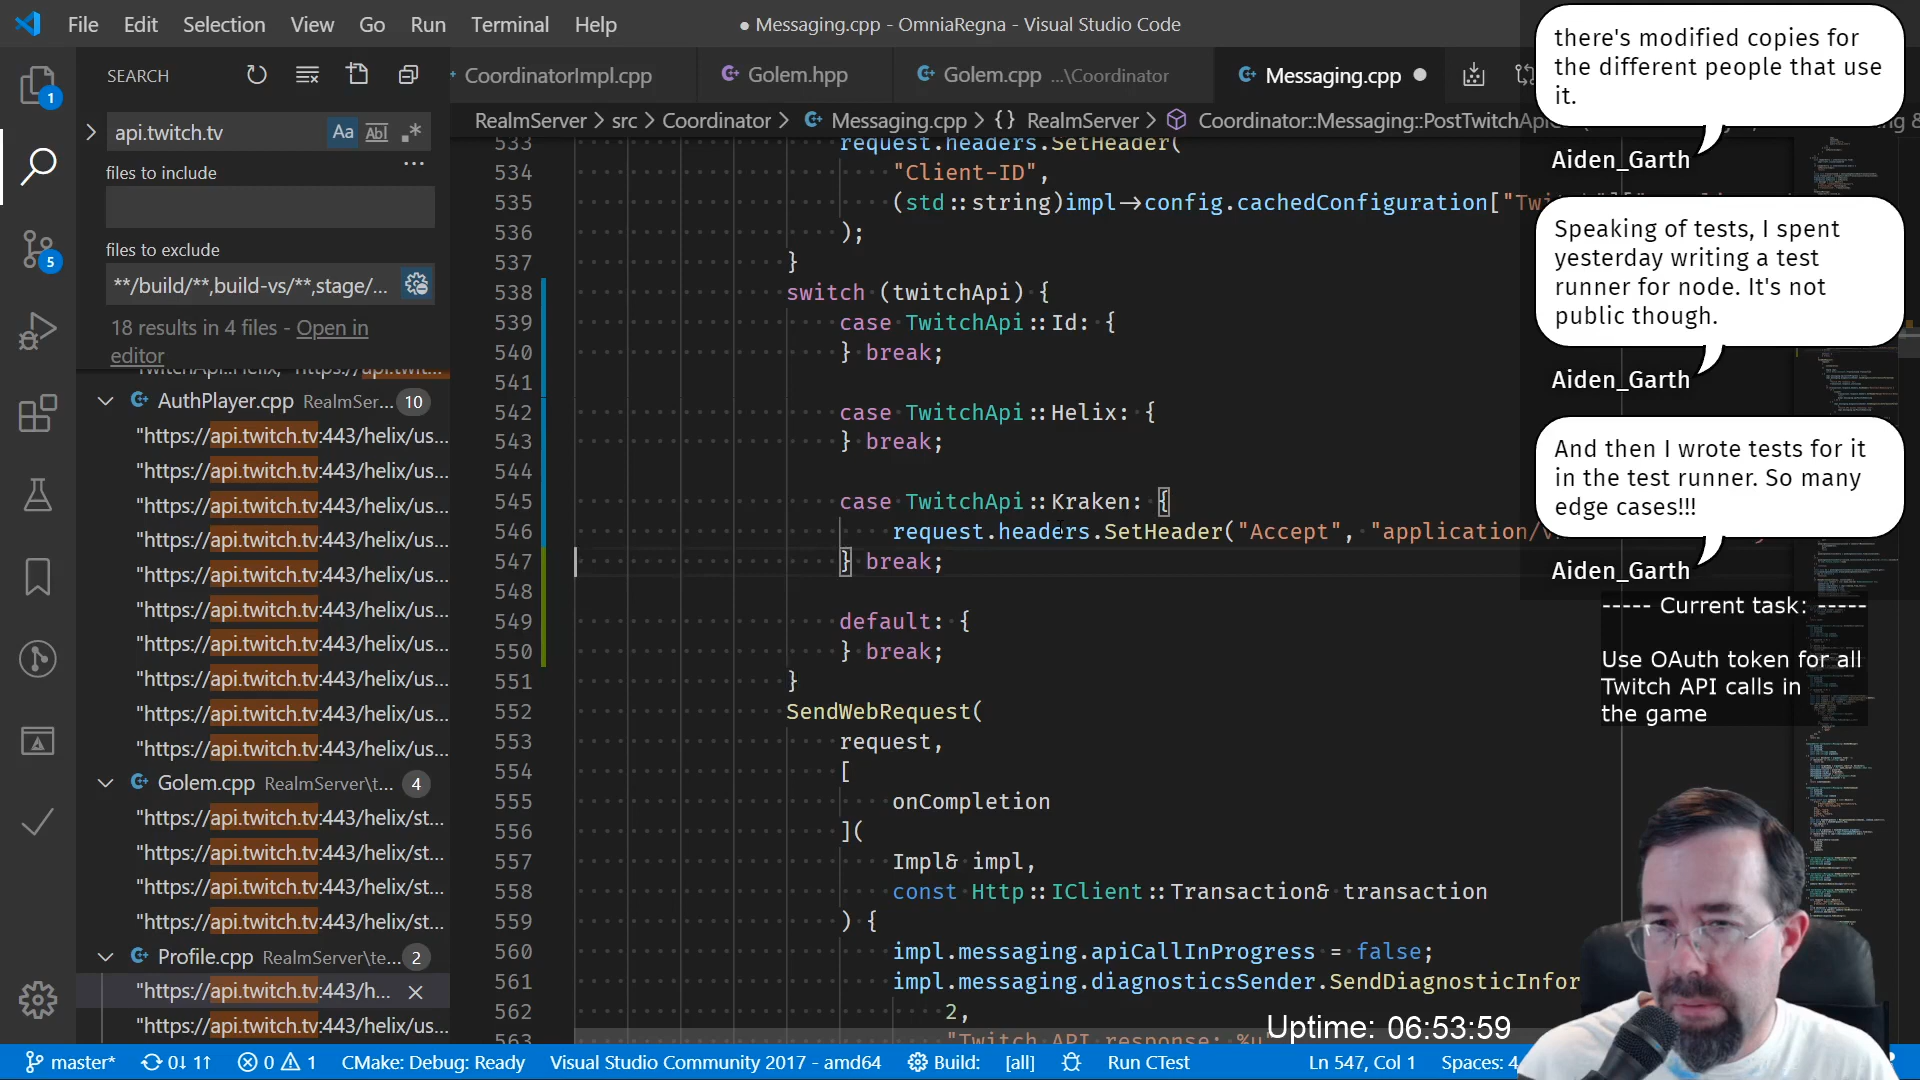 File Edit Selection View Go Run Terminal Help
● Messaging.cpp - OmniaRegna - Visual Studio Code
SEARCH
api.twitch.tv
Aa Abl .*
files to include
files to exclude
**/build/**,build-vs/**,stage/...
18 results in 4 files - Open in
editor
AuthPlayer.cpp RealmSer... 10
"https://api.twitch.tv:443/helix/us...
"https://api.twitch.tv:443/helix/us...
"https://api.twitch.tv:443/helix/us...
"https://api.twitch.tv:443/helix/us...
"https://api.twitch.tv:443/helix/us...
"https://api.twitch.tv:443/helix/us...
"https://api.twitch.tv:443/helix/us...
"https://api.twitch.tv:443/helix/us...
"https://api.twitch.tv:443/helix/us...
"https://api.twitch.tv:443/helix/us...
Golem.cpp RealmServer\t... 4
"https://api.twitch.tv:443/helix/st...
"https://api.twitch.tv:443/helix/st...
"https://api.twitch.tv:443/helix/st...
"https://api.twitch.tv:443/helix/st...
Profile.cpp RealmServer\te... 2
"https://api.twitch.tv:443/h...
"https://api.twitch.tv:443/helix/us...
1
5
CoordinatorImpl.cpp Golem.hpp Golem.cpp ...\Coordinator Messaging.cpp
RealmServer > src > Coordinator > Messaging.cpp > {} RealmServer > Coordinator::Messaging::PostTwitchApi
533 request.headers.SetHeader(
534 "Client-ID",
535 (std::string)impl->config.cachedConfiguration["Tw
536 );
537 }
538 switch (twitchApi) {
539 case TwitchApi::Id: {
540 } break;
541
542 case TwitchApi::Helix: {
543 } break;
544
545 case TwitchApi::Kraken: {
546 request.headers.SetHeader("Accept", "application/v
547 } break;
548
549 default: {
550 } break;
551 }
552 SendWebRequest(
553 request,
554 [
555 onCompletion
556 ](
557 Impl& impl,
558 const Http::IClient::Transaction& transaction
559 ) {
560 impl.messaging.apiCallInProgress = false;
561 impl.messaging.diagnosticsSender.SendDiagnosticInfor
562 2,
563 "Twitch API response: %u"
there's modified copies for
the different people that use
it.
Aiden_Garth
Speaking of tests, I spent
yesterday writing a test
runner for node. It's not
public though.
Aiden_Garth
And then I wrote tests for it
in the test runner. So many
edge cases!!!
Aiden_Garth
----- Current task: -----
Use OAuth token for all
Twitch API calls in
the game
Uptime: 06:53:59
master* 0↓ 1↑ 0 1 CMake: Debug: Ready Visual Studio Community 2017 - amd64 Build: [all] Run CTest Ln 547, Col 1 Spaces: 4